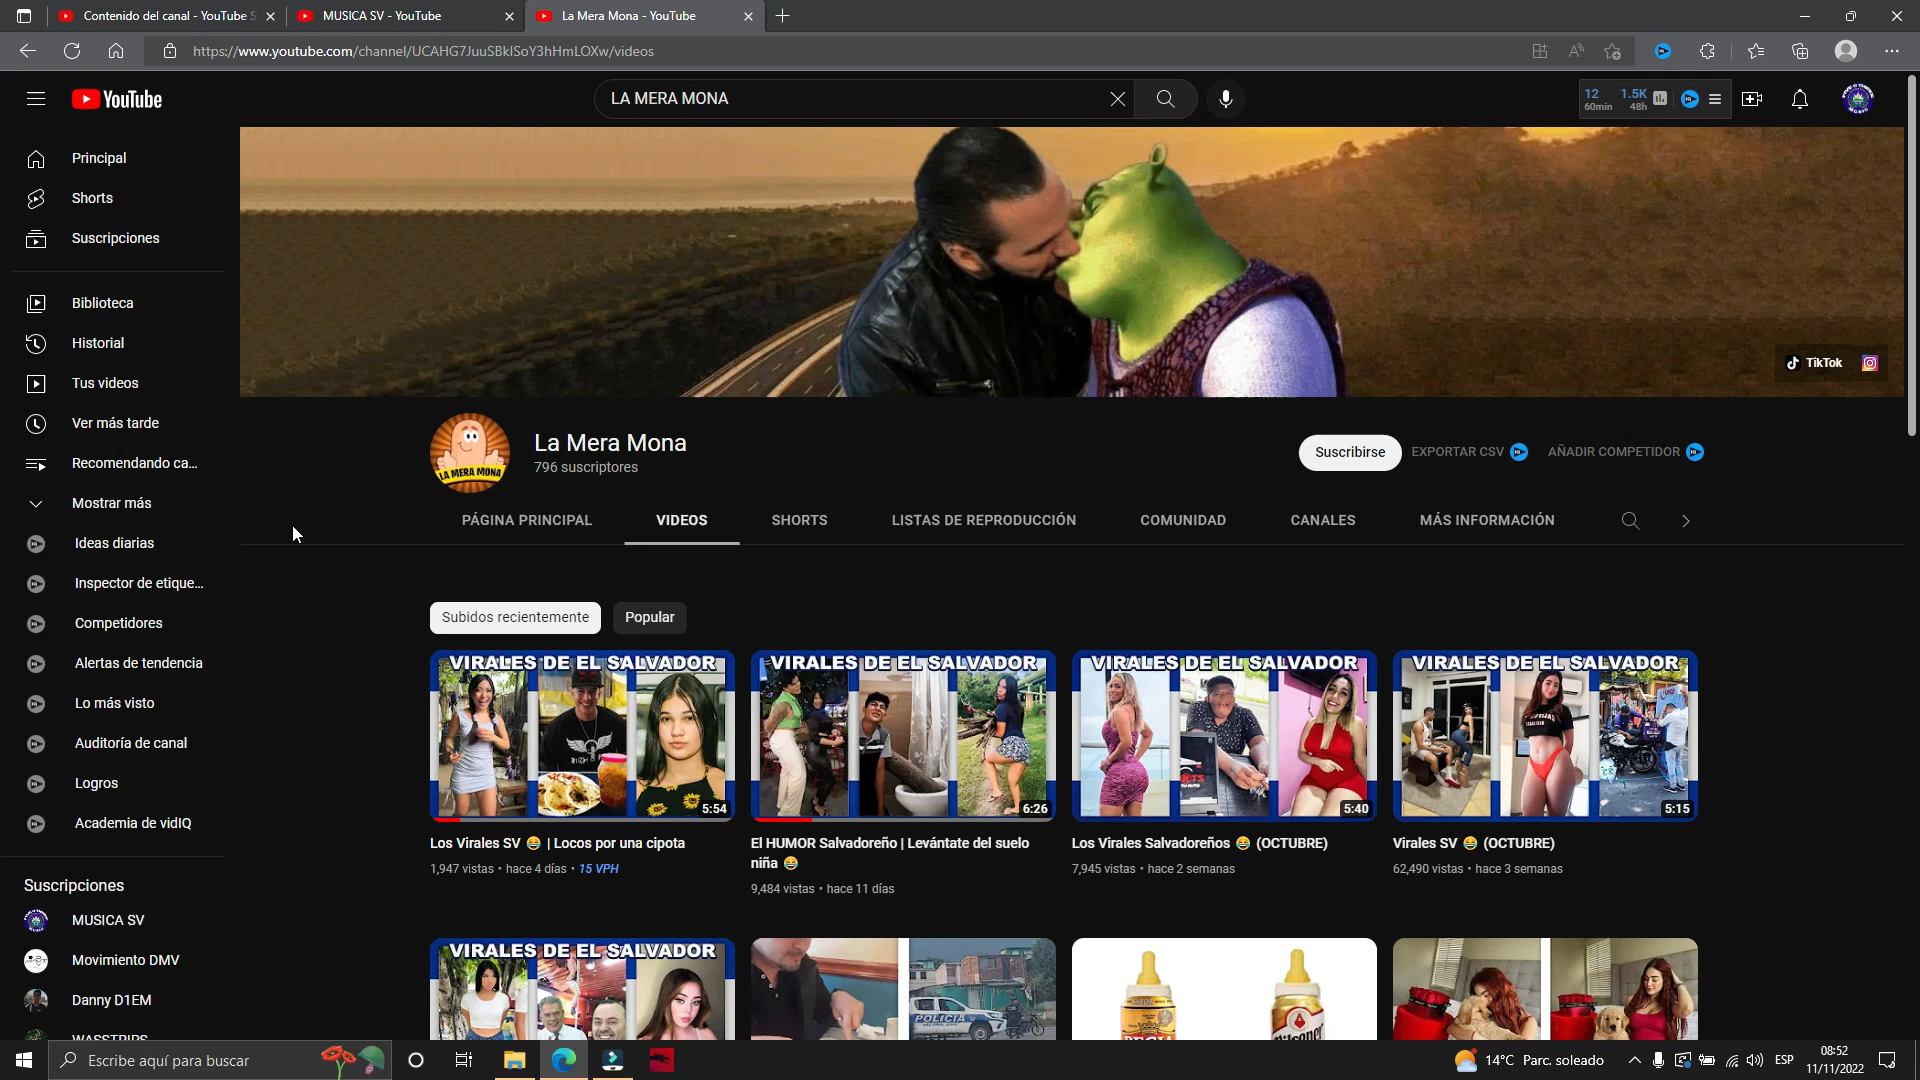 Contenido del canal - YouTube S
MUSICA SV - YouTube
La Mera Mona - YouTube
https://www.youtube.com/channel/UCAHG7JuuSBklSoY3hHmLOXw/videos
YouTube
LA MERA MONA
12
60min
1.5K
48h
Principal
Shorts
Suscripciones
Biblioteca
Historial
Tus videos
Ver más tarde
Recomendando ca...
Mostrar más
Ideas diarias
Inspector de etique...
Competidores
Alertas de tendencia
Lo más visto
Auditoría de canal
Logros
Academia de vidIQ
Suscripciones
MUSICA SV
Movimiento DMV
Danny D1EM
TikTok
LA MERA MONA
La Mera Mona
796 suscriptores
Suscribirse
EXPORTAR CSV
AÑADIR COMPETIDOR
PÁGINA PRINCIPAL
VIDEOS
SHORTS
LISTAS DE REPRODUCCIÓN
COMUNIDAD
CANALES
MÁS INFORMACIÓN
Subidos recientemente
Popular
VIRALES DE EL SALVADOR
5:54
Los Virales SV 😂 | Locos por una cipota
1,947 vistas • hace 4 días • 15 VPH
VIRALES DE EL SALVADOR
6:26
El HUMOR Salvadoreño | Levántate del suelo
niña 😂
9,484 vistas • hace 11 días
VIRALES DE EL SALVADOR
5:40
Los Virales Salvadoreños 😂 (OCTUBRE)
7,945 vistas • hace 2 semanas
VIRALES DE EL SALVADOR
5:15
Virales SV 😂 (OCTUBRE)
62,490 vistas • hace 3 semanas
VIRALES DE EL SALVADOR
POLICIA
Escribe aquí para buscar
14°C Parc. soleado
ESP
08:52
11/11/2022